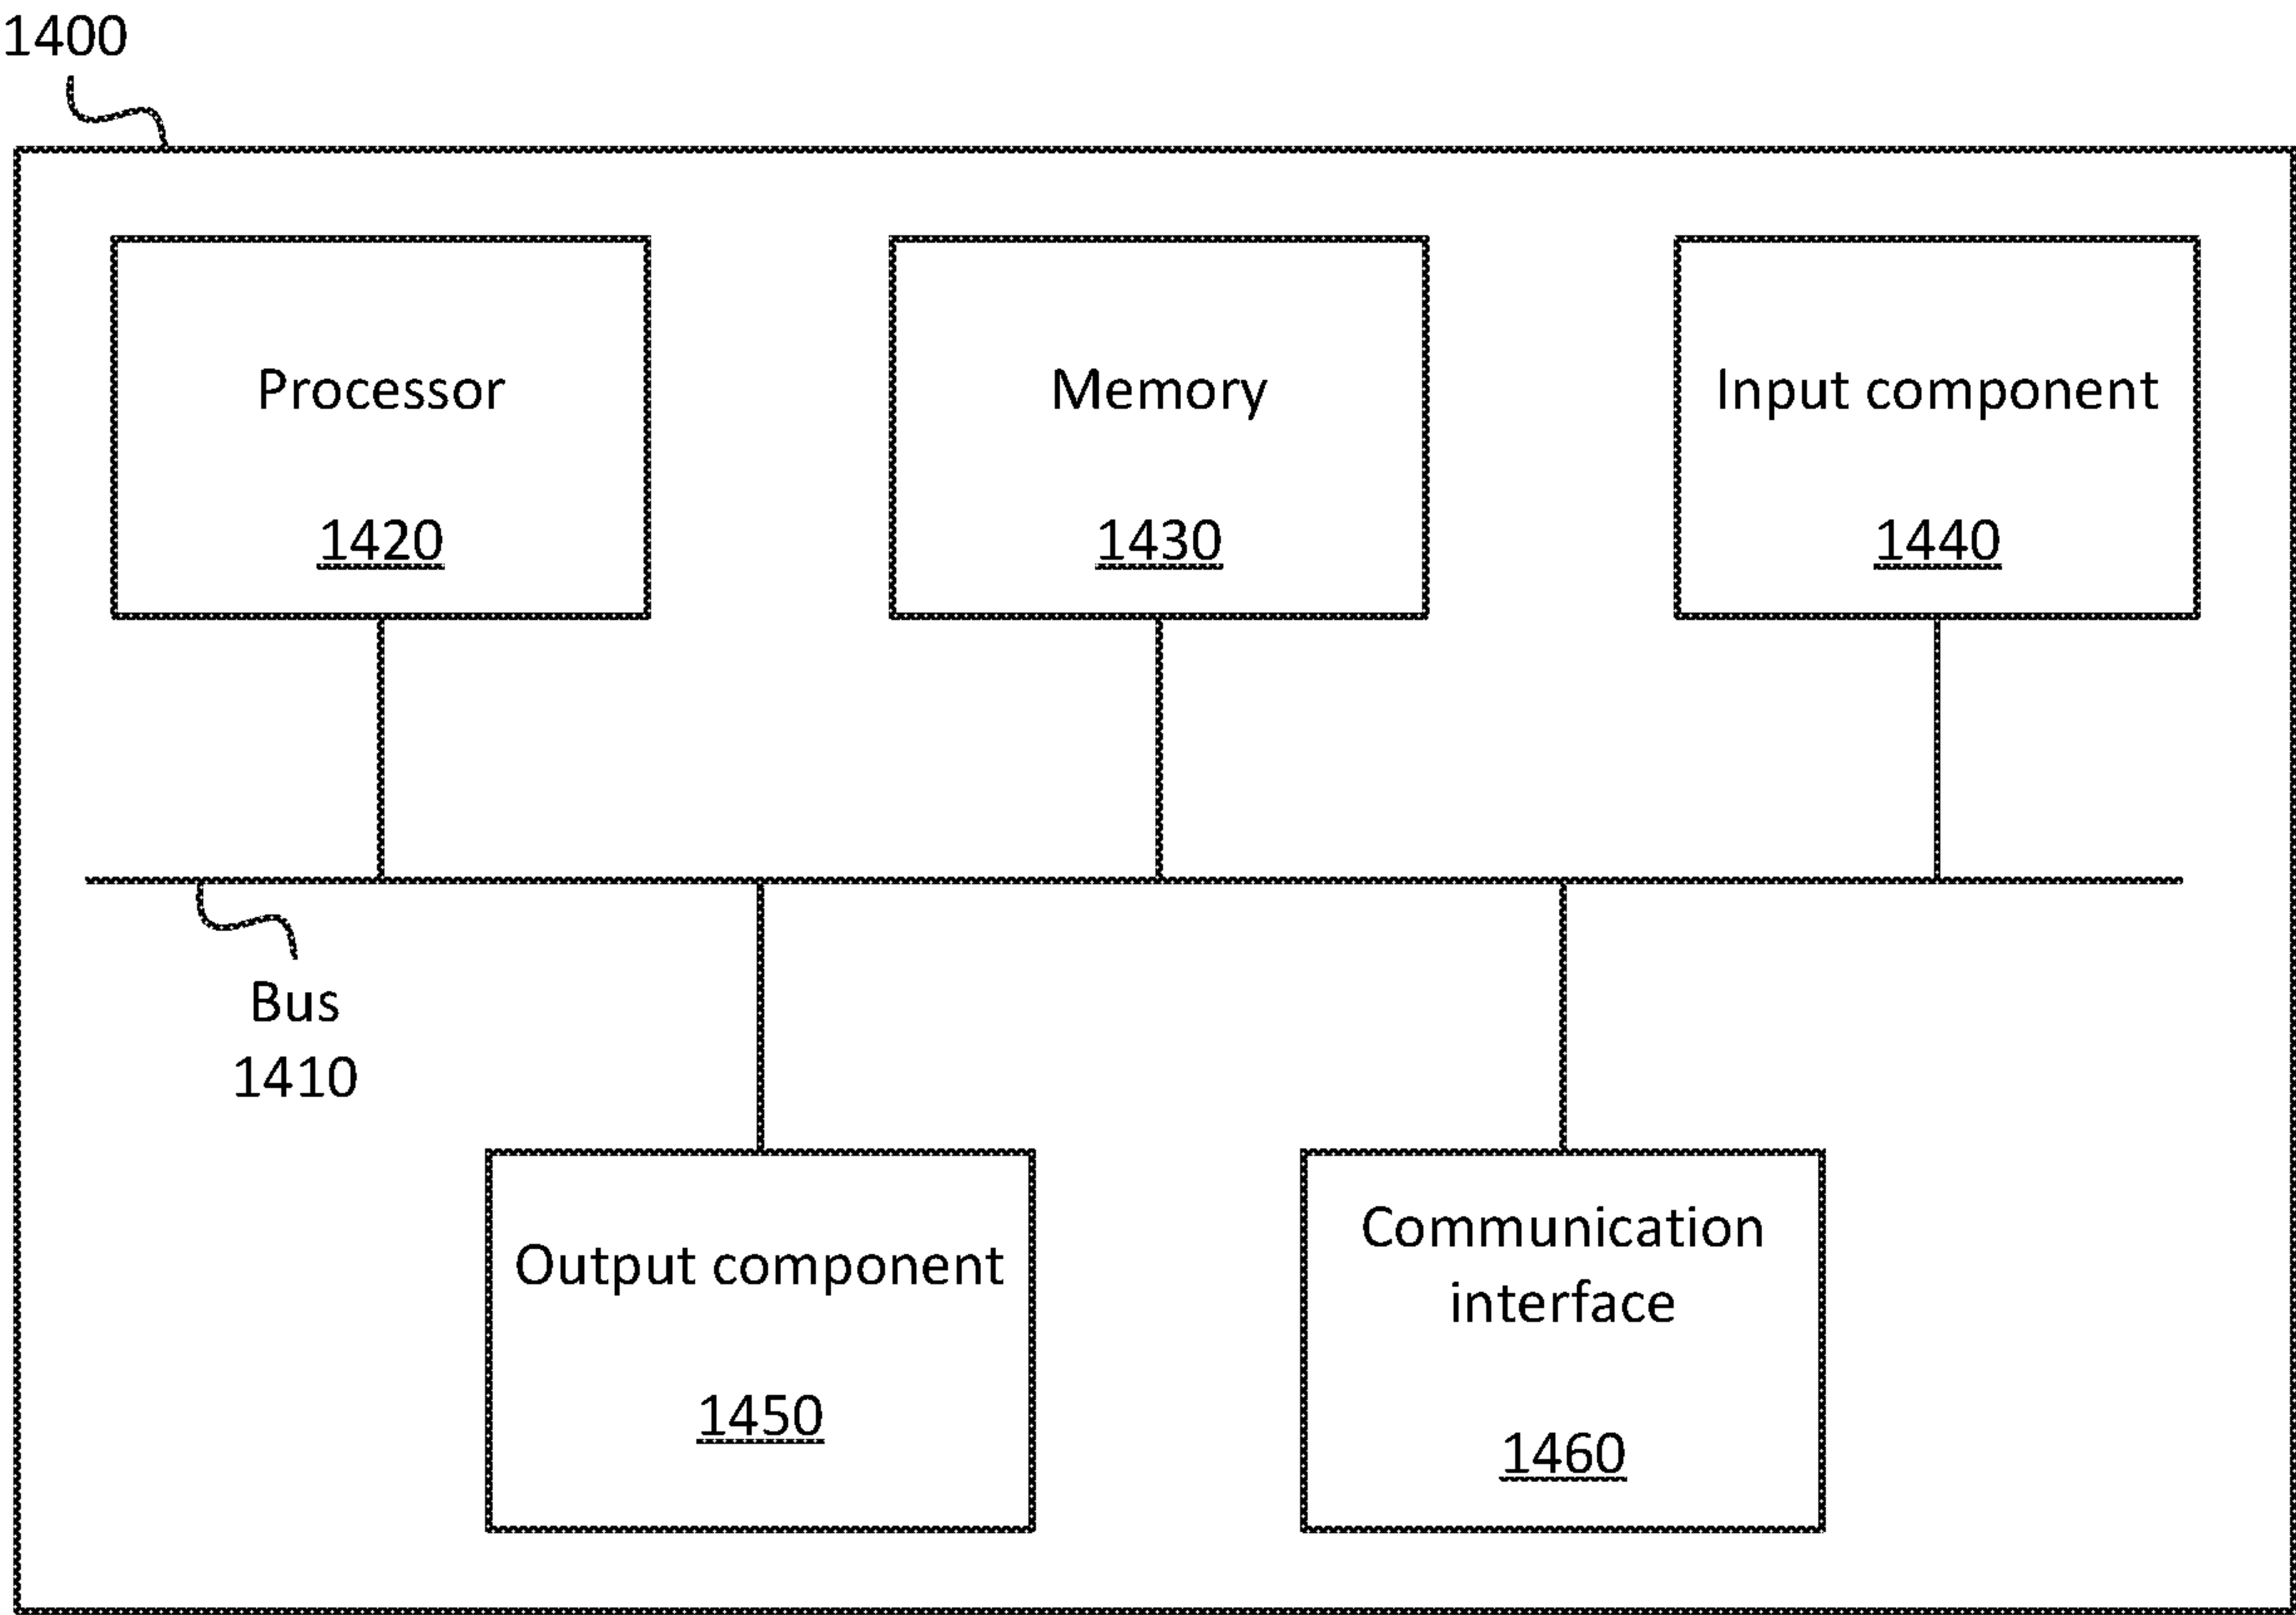 1400
Processor
1420
Memory
1430
Input component
1440
Bus
1410
Output component
1450
Communication
interface
1460